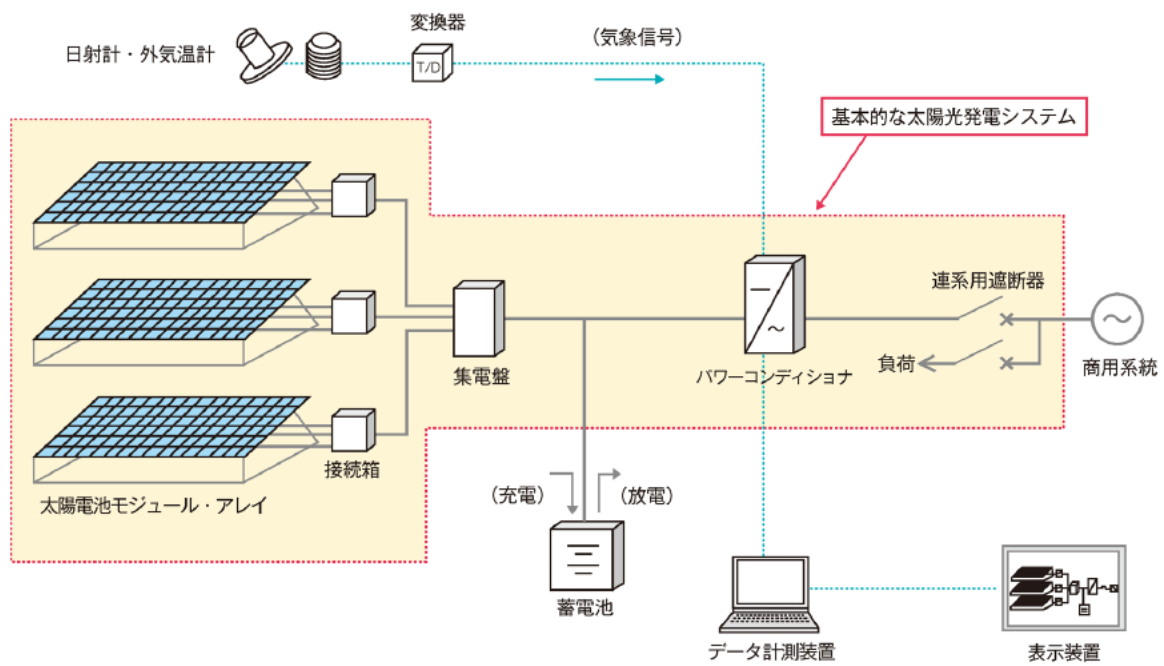 変換器
日射計・外気温計
T/D
(気象信号)
基本的な太陽光発電システム
連系用遮断器
負荷
商用系統
集電盤
パワーコンディショナ
接続箱
太陽電池モジュール・アレイ
(充電)
(放電)
蓄電池
データ計測装置
表示装置